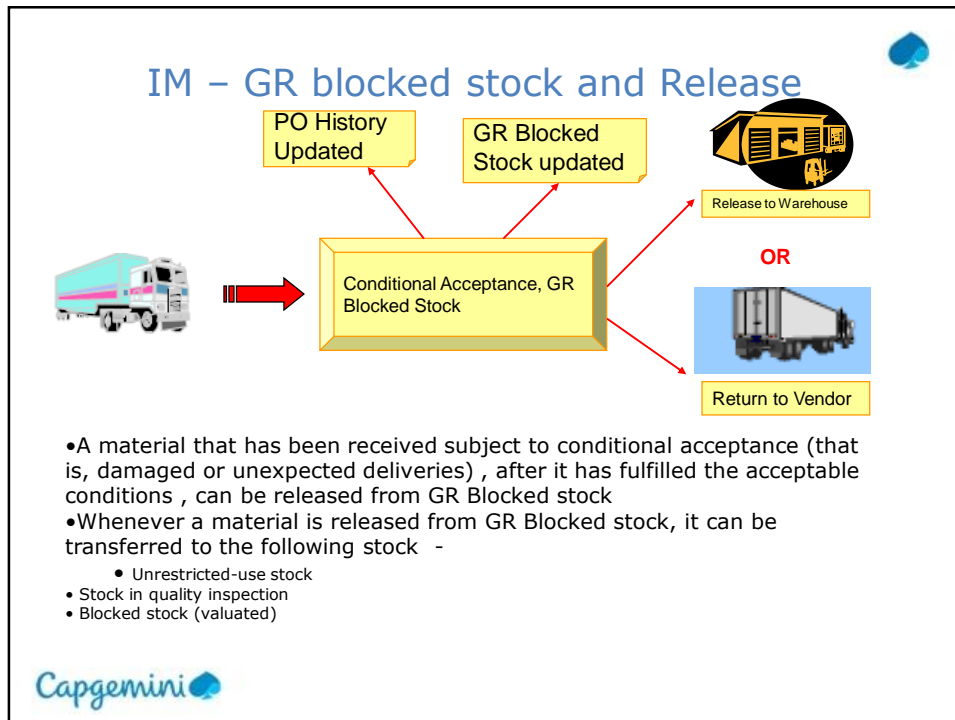 IM – GR blocked stock and Release
PO History
Updated
GR Blocked
Stock updated
Release to Warehouse
Conditional Acceptance, GR
Blocked Stock
OR
Return to Vendor
•A material that has been received subject to conditional acceptance (that
is, damaged or unexpected deliveries) , after it has fulfilled the acceptable
conditions , can be released from GR Blocked stock
•Whenever a material is released from GR Blocked stock, it can be
transferred to the following stock -
• Unrestricted-use stock
• Stock in quality inspection
• Blocked stock (valuated)
Capgemini